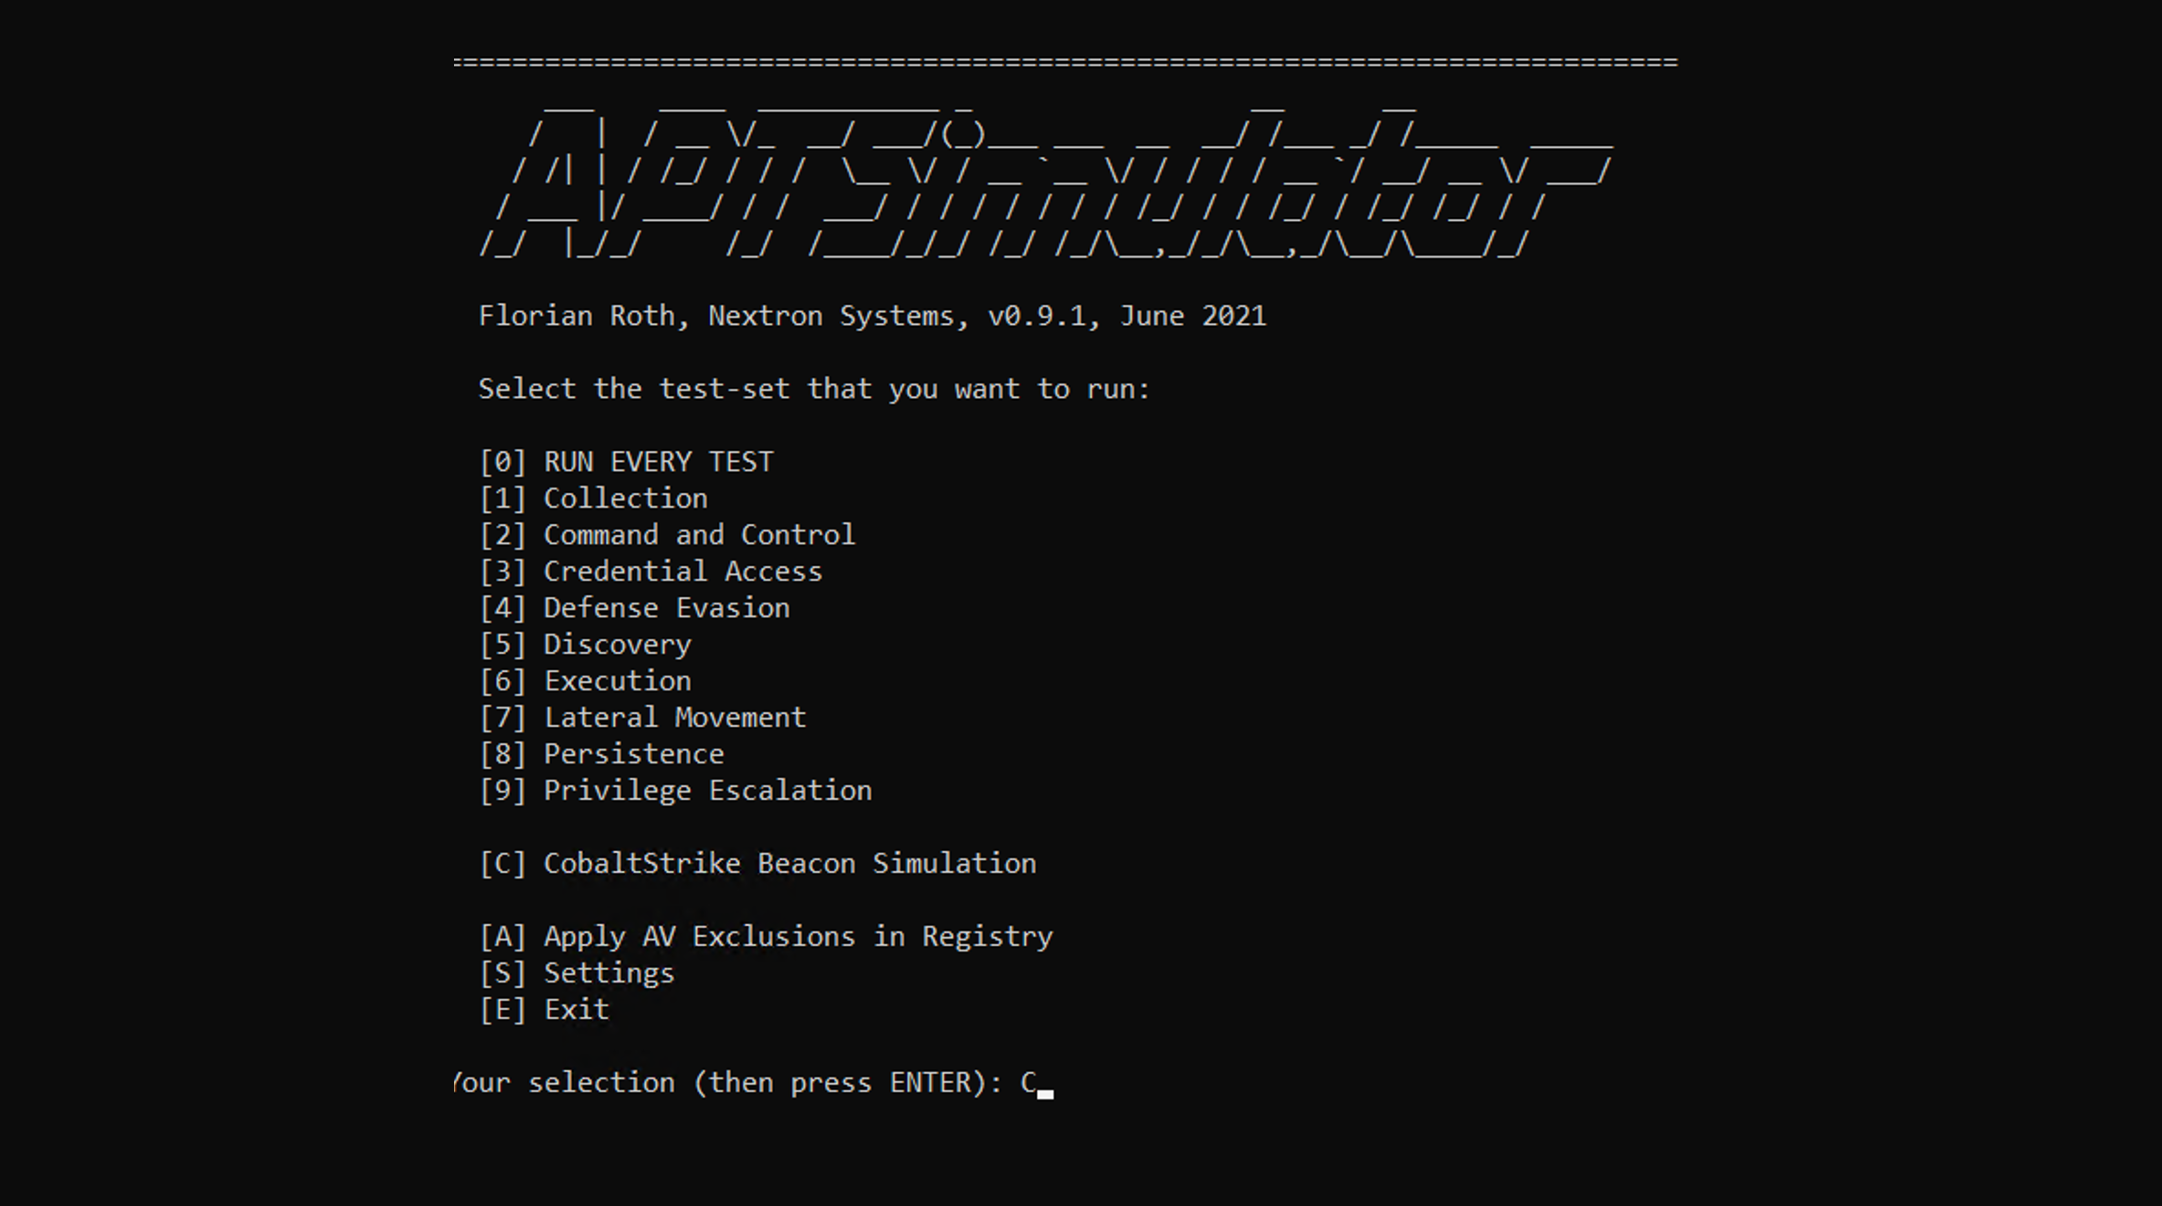 ===========================================================================
APTSimulator
Florian Roth, Nextron Systems, v0.9.1, June 2021
Select the test-set that you want to run:
[0] RUN EVERY TEST
[1] Collection
[2] Command and Control
[3] Credential Access
[4] Defense Evasion
[5] Discovery
[6] Execution
[7] Lateral Movement
[8] Persistence
[9] Privilege Escalation
[C] CobaltStrike Beacon Simulation
[A] Apply AV Exclusions in Registry
[S] Settings
[E] Exit
Your selection (then press ENTER): C